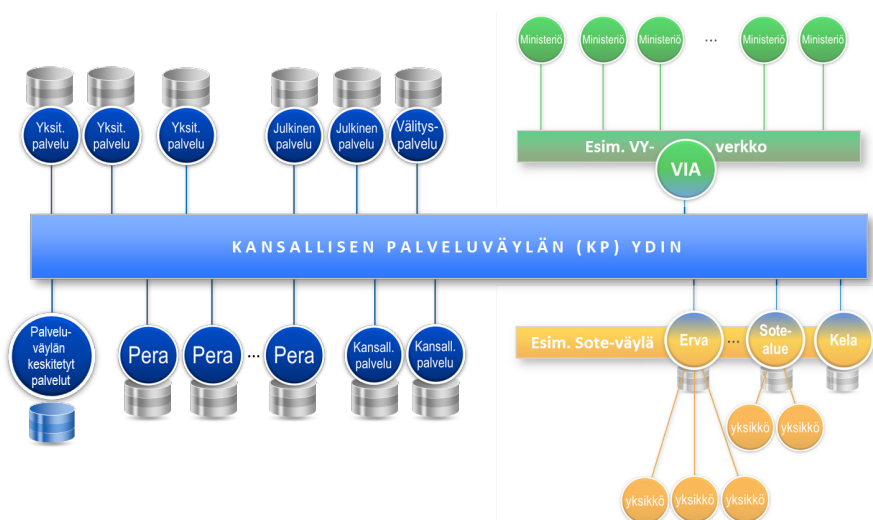 Ministeriö
Ministeriö
Ministeriö
...
Ministeriö
Ministeriö
Yksit.
palvelu
Yksit.
palvelu
Yksit.
palvelu
Julkinen
palvelu
Julkinen
palvelu
Välitys-
palvelu
Esim. VY-
verkko
VIA
KANSALLISEN PALVELUVÄYLÄN (KP) YDIN
Palvelu-
väylän
keskitetyt
palvelut
Pera
Pera
...
Pera
Kansall.
palvelu
Kansall.
palvelu
Esim. Sote-väylä
Erva
...
Sote-
alue
Kela
yksikkö
yksikkö
yksikkö
yksikkö
yksikkö